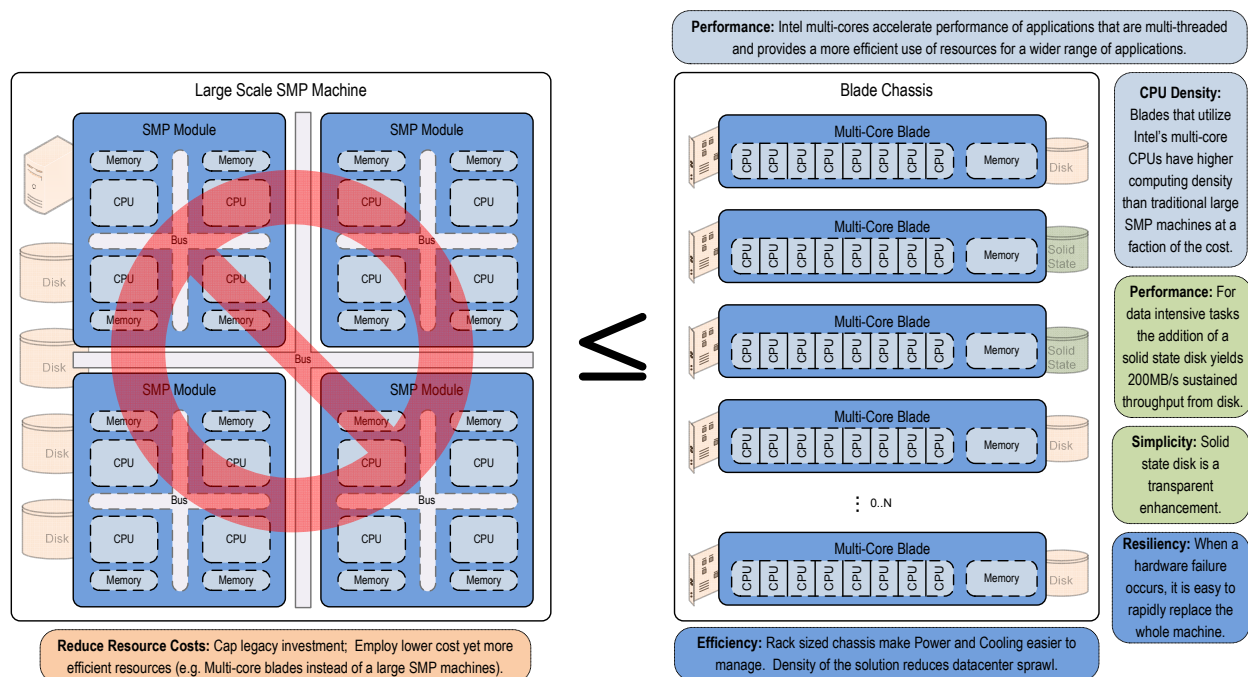 Performance: Intel multi-cores accelerate performance of applications that are multi-threaded
and provides a more efficient use of resources for a wider range of applications.
Large Scale SMP Machine
SMP Module
SMP Module
Memory
Memory
Memory
Memory
CPU
CPU
CPU
CPU
Bus
Bus
Disk
CPU
CPU
CPU
CPU
Memory
Memory
Memory
Memory
Disk
Bus
SMP Module
SMP Module
Memory
Memory
Memory
Memory
Disk
CPU
CPU
CPU
CPU
Bus
Bus
Disk
CPU
CPU
CPU
CPU
Memory
Memory
Memory
Memory
Reduce Resource Costs: Cap legacy investment; Employ lower cost yet more
efficient resources (e.g. Multi-core blades instead of a large SMP machines).
≤
Blade Chassis
Multi-Core Blade
CPU CPU CPU CPU CPU CPU CPU CPU
Memory
Disk
Multi-Core Blade
CPU CPU CPU CPU CPU CPU CPU CPU
Memory
Solid
State
Multi-Core Blade
CPU CPU CPU CPU CPU CPU CPU CPU
Memory
Solid
State
Multi-Core Blade
CPU CPU CPU CPU CPU CPU CPU CPU
Memory
Disk
⋮ 0..N
Multi-Core Blade
CPU CPU CPU CPU CPU CPU CPU CPU
Memory
Disk
Efficiency: Rack sized chassis make Power and Cooling easier to
manage. Density of the solution reduces datacenter sprawl.
CPU Density:
Blades that utilize
Intel's multi-core
CPUs have higher
computing density
than traditional large
SMP machines at a
faction of the cost.
Performance: For
data intensive tasks
the addition of a
solid state disk yields
200MB/s sustained
throughput from disk.
Simplicity: Solid
state disk is a
transparent
enhancement.
Resiliency: When a
hardware failure
occurs, it is easy to
rapidly replace the
whole machine.